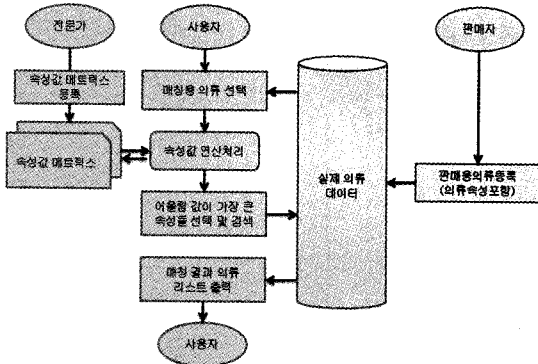 전문가
사용자
판매자
속성값 메트릭스
등록
매칭용 의류 선택
속성값 메트릭스
속성값 연산처리
실제 의류
데이터
판매용의류등록
(의류속성포함)
어울림 값이 가장 큰
속성들 선택 및 검색
매칭 결과 의류
리스트 출력
사용자